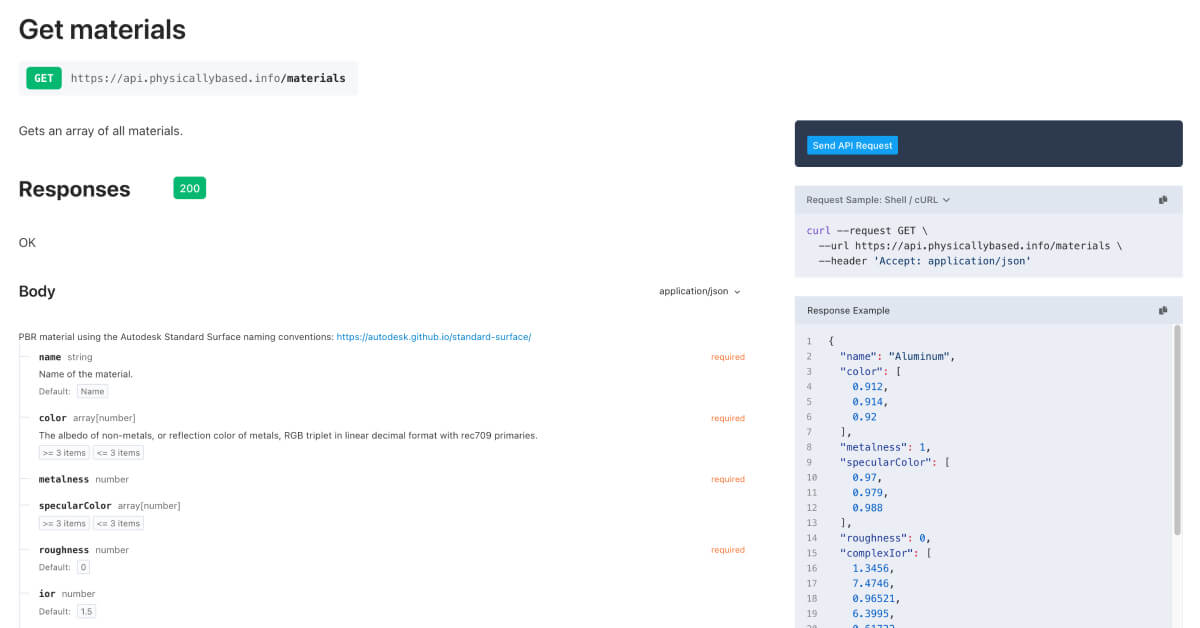 Get materials
GET https://api.physicallybased.info/materials
Gets an array of all materials.
Responses 200
OK
Body application/json
PBR material using the Autodesk Standard Surface naming conventions: https://autodesk.github.io/standard-surface/
name string required
Name of the material.
Default: Name
color array[number] required
The albedo of non-metals, or reflection color of metals, RGB triplet in linear decimal format with rec709 primaries.
>= 3 items <= 3 items
metalness number required
specularColor array[number]
>= 3 items <= 3 items
roughness number required
Default: 0
ior number
Default: 1.5
Send API Request
Request Sample: Shell / cURL
curl --request GET \
--url https://api.physicallybased.info/materials \
--header 'Accept: application/json'
Response Example
1 {
2 "name": "Aluminum",
3 "color": [
4 0.912,
5 0.914,
6 0.92
7 ],
8 "metalness": 1,
9 "specularColor": [
10 0.97,
11 0.979,
12 0.988
13 ],
14 "roughness": 0,
15 "complexIor": [
16 1.3456,
17 7.4746,
18 0.96521,
19 6.3995,